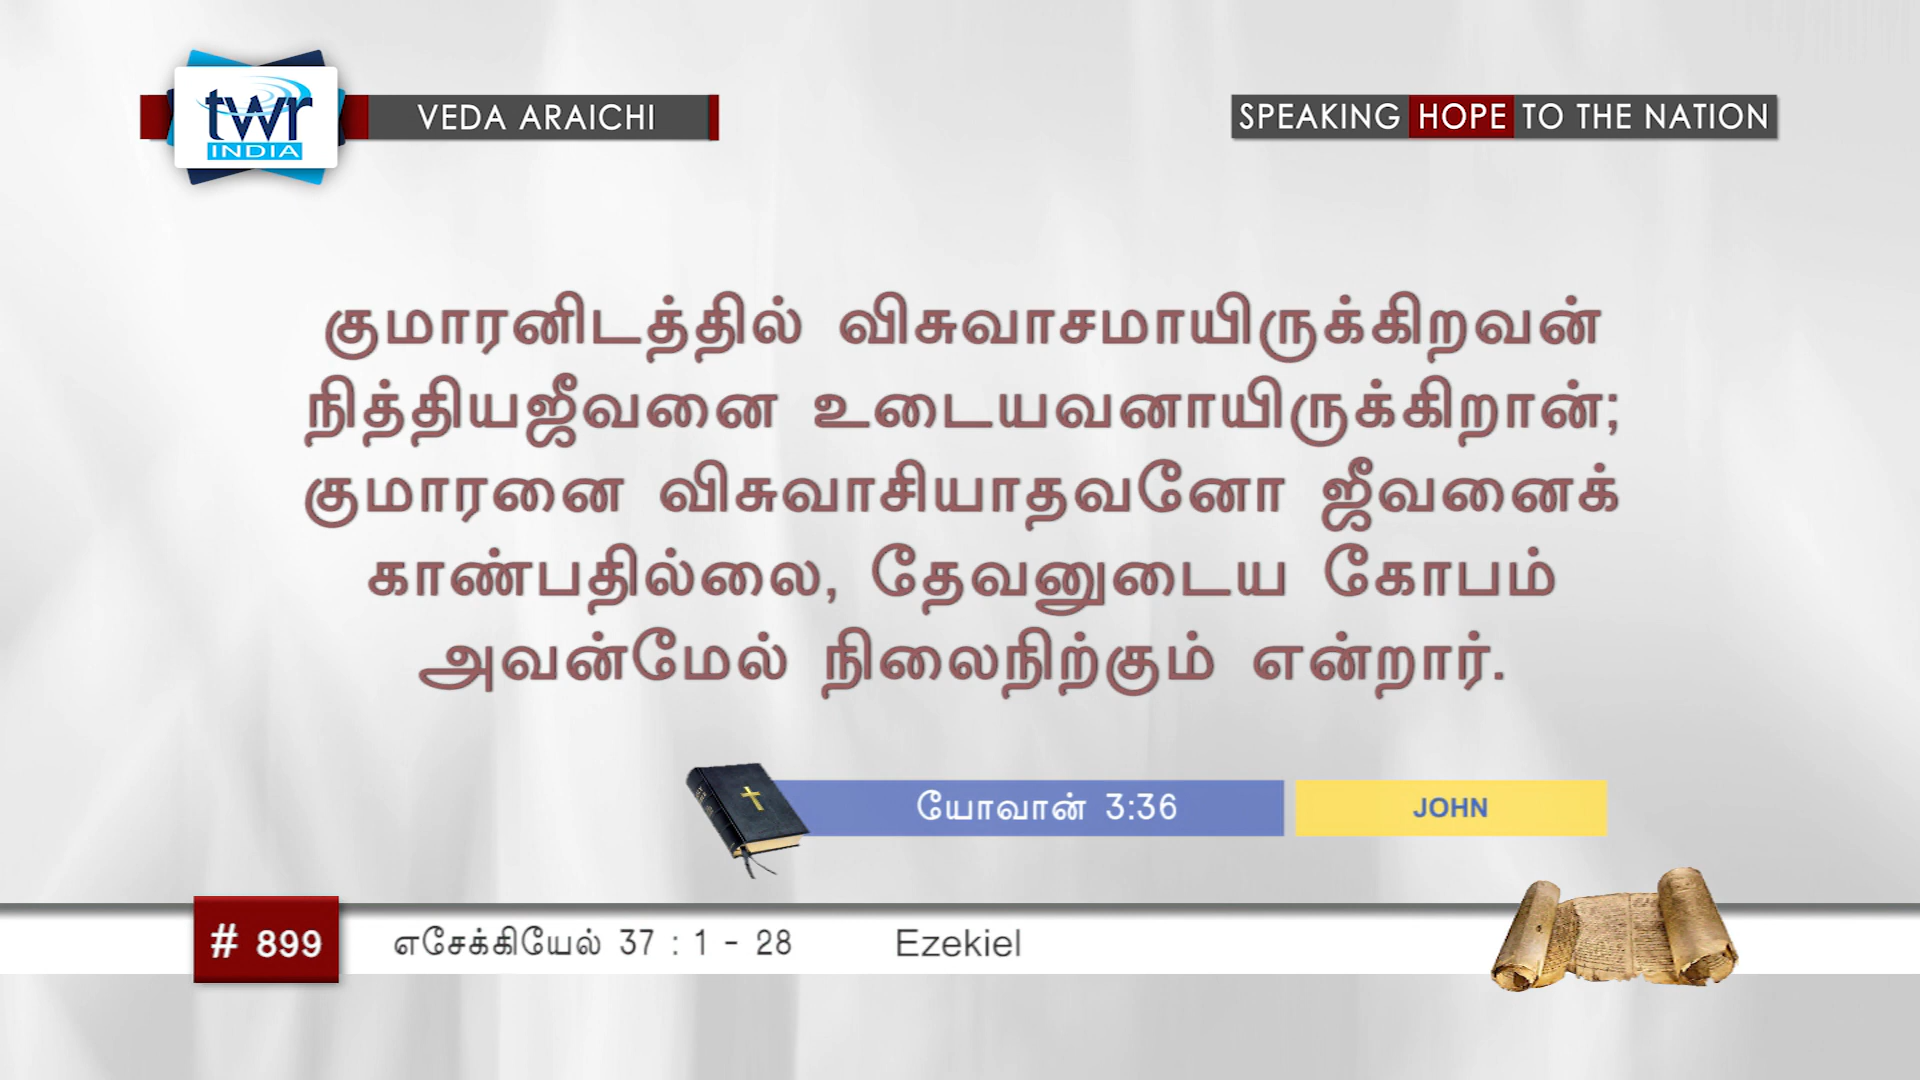 twr
INDIA
VEDA ARAICHI
SPEAKING HOPE TO THE NATION
குமாரனிடத்தில் விசுவாசமாயிருக்கிறவன்
நித்தியஜீவனை உடையவனாயிருக்கிறான்;
குமாரனை விசுவாசியாதவனோ ஜீவனைக்
காண்பதில்லை, தேவனுடைய கோபம்
அவன்மேல் நிலைநிற்கும் என்றார்.
யோவான் 3:36
JOHN
# 899
எசேக்கியேல் 37 : 1 - 28
Ezekiel